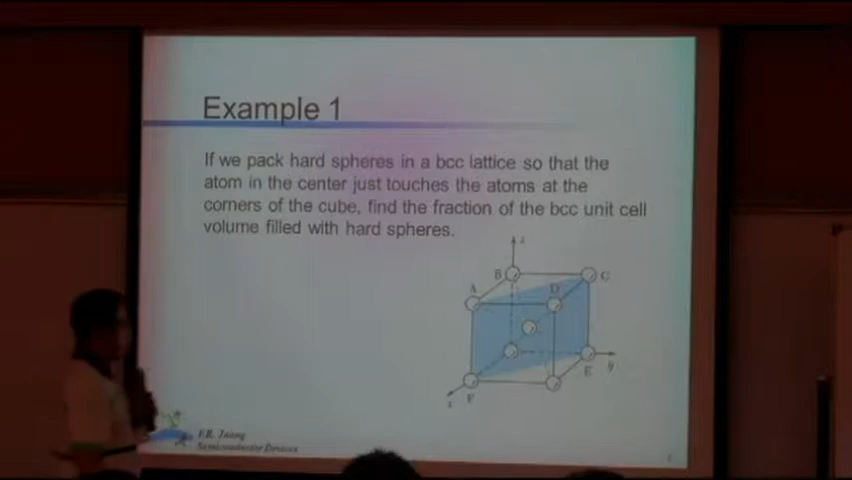 Example 1
If we pack hard spheres in a bcc lattice so that the
atom in the center just touches the atoms at the
corners of the cube, find the fraction of the bcc unit cell
volume filled with hard spheres.
z
B
C
A
D
E
y
x
F
Semiconductor Devices